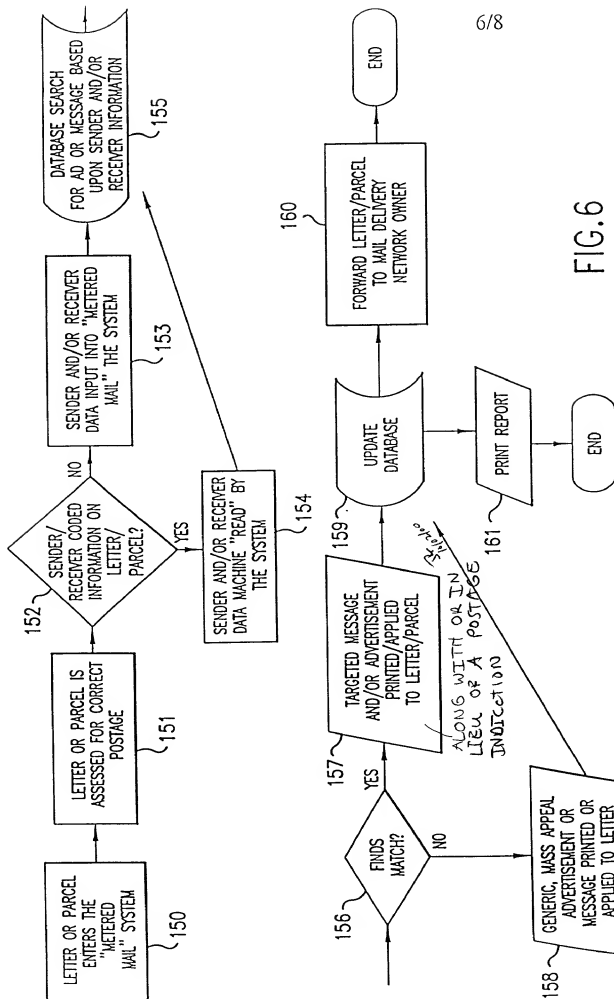 6/8
LETTER OR PARCEL
ENTERS THE
"METERED
MAIL" SYSTEM
150
LETTER OR PARCEL IS
ASSESSED FOR CORRECT
POSTAGE
151
SENDER/
RECEIVER CODED
INFORMATION ON
LETTER/
PARCEL?
152
NO
YES
SENDER AND/OR RECEIVER
DATA INPUT INTO "METERED
MAIL" THE SYSTEM
153
SENDER AND/OR RECEIVER
DATA MACHINE "READ" BY
THE SYSTEM
154
DATABASE SEARCH
FOR AD OR MESSAGE BASED
UPON SENDER AND/OR
RECEIVER INFORMATION
155
FINDS
MATCH?
156
YES
NO
TARGETED MESSAGE
AND/OR ADVERTISEMENT
PRINTED/APPLIED
TO LETTER/PARCEL
157
ALONG WITH OR IN
LIEU OF A POSTAGE
INDICATION
GENERIC, MASS APPEAL
ADVERTISEMENT OR
MESSAGE PRINTED OR
APPLIED TO LETTER
158
UPDATE
DATABASE
159
FORWARD LETTER/PARCEL
TO MAIL DELIVERY
NETWORK OWNER
160
END
PRINT REPORT
161
END
FIG.6